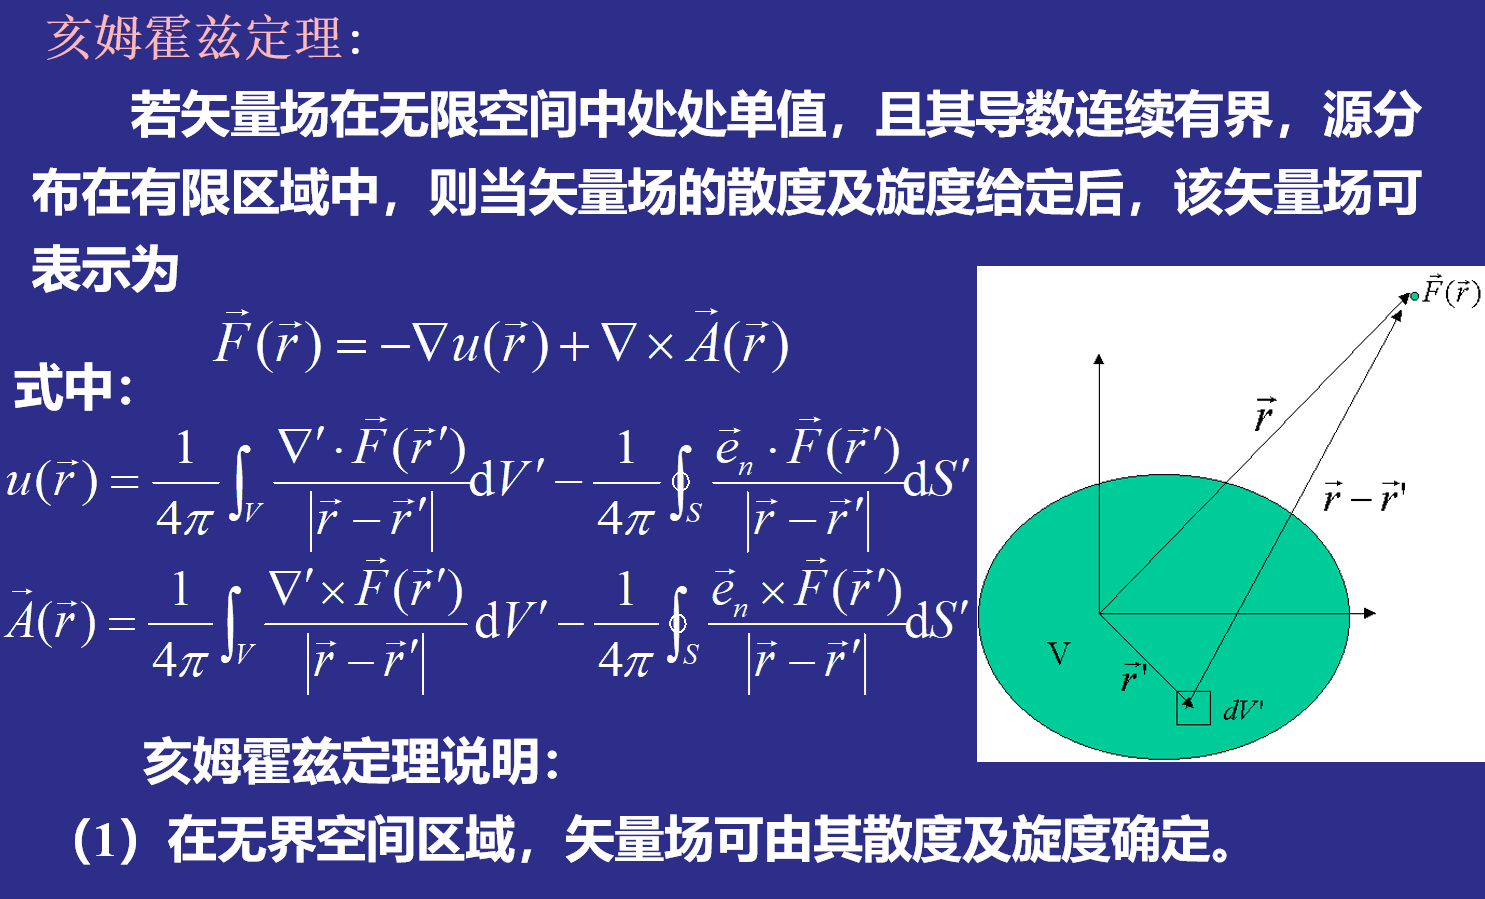 亥姆霍兹定理：
若矢量场在无限空间中处处单值，且其导数连续有界，源分
布在有限区域中，则当矢量场的散度及旋度给定后，该矢量场可
表示为
$\vec{F}(\vec{r}) = -\nabla u(\vec{r}) + \nabla \times \vec{A}(\vec{r})$
式中：
$u(\vec{r}) = \frac{1}{4\pi}\int_V \frac{\nabla' \cdot \vec{F}(\vec{r}')}{|\vec{r} - \vec{r}'|}\mathrm{d}V' - \frac{1}{4\pi}\oint_S \frac{\vec{e}_n \cdot \vec{F}(\vec{r}')}{|\vec{r} - \vec{r}'|}\mathrm{d}S'$
$\vec{A}(\vec{r}) = \frac{1}{4\pi}\int_V \frac{\nabla' \times \vec{F}(\vec{r}')}{|\vec{r} - \vec{r}'|}\mathrm{d}V' - \frac{1}{4\pi}\oint_S \frac{\vec{e}_n \times \vec{F}(\vec{r}')}{|\vec{r} - \vec{r}'|}\mathrm{d}S'$
$\vec{F}(\vec{r})$
$\vec{r}$
$\vec{r} - \vec{r}'$
V
$\vec{r}'$
$dV'$
亥姆霍兹定理说明：
（1）在无界空间区域，矢量场可由其散度及旋度确定。